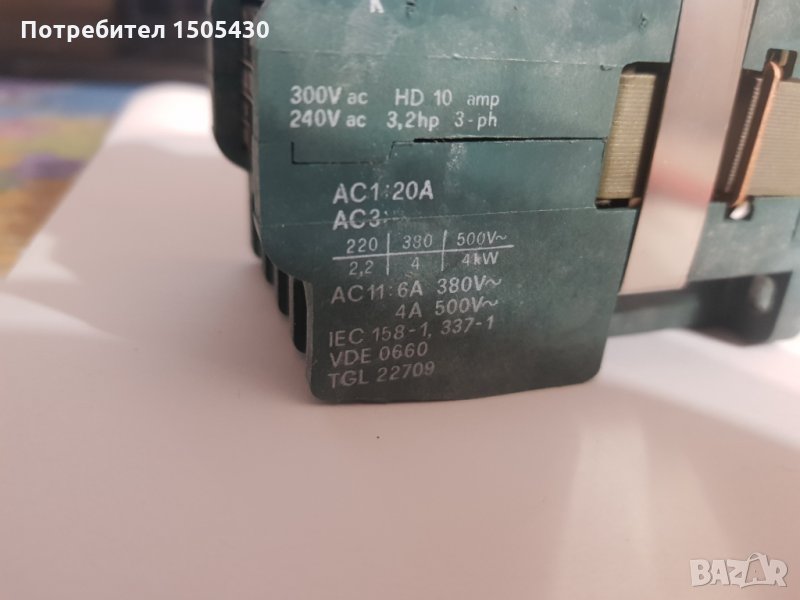 Потребител 1505430
K
300V ac HD 10 amp
240V ac 3,2hp 3-ph
AC1:20A
AC3:
220 380 500V~
2,2 4 4kW
AC11:6A 380V~
4A 500V~
IEC 158-1, 337-1
VDE 0660
TGL 22709
BAZAR